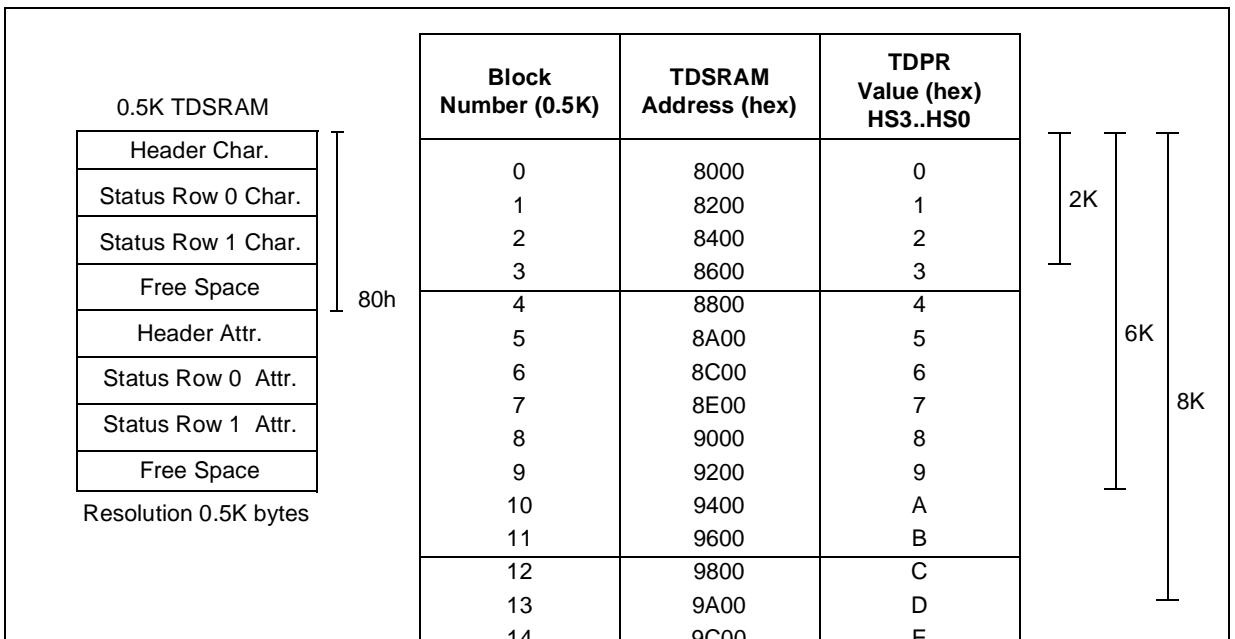 0.5K TDSRAM
Header Char.
Status Row 0 Char.
Status Row 1 Char.
Free Space
Header Attr.
Status Row 0 Attr.
Status Row 1 Attr.
Free Space
80h
Resolution 0.5K bytes
Block Number (0.5K) TDSRAM Address (hex) TDPR Value (hex) HS3..HS0
0 8000 0
1 8200 1
2 8400 2
3 8600 3
4 8800 4
5 8A00 5
6 8C00 6
7 8E00 7
8 9000 8
9 9200 9
10 9400 A
11 9600 B
12 9800 C
13 9A00 D
14 9C00 E
2K
6K
8K